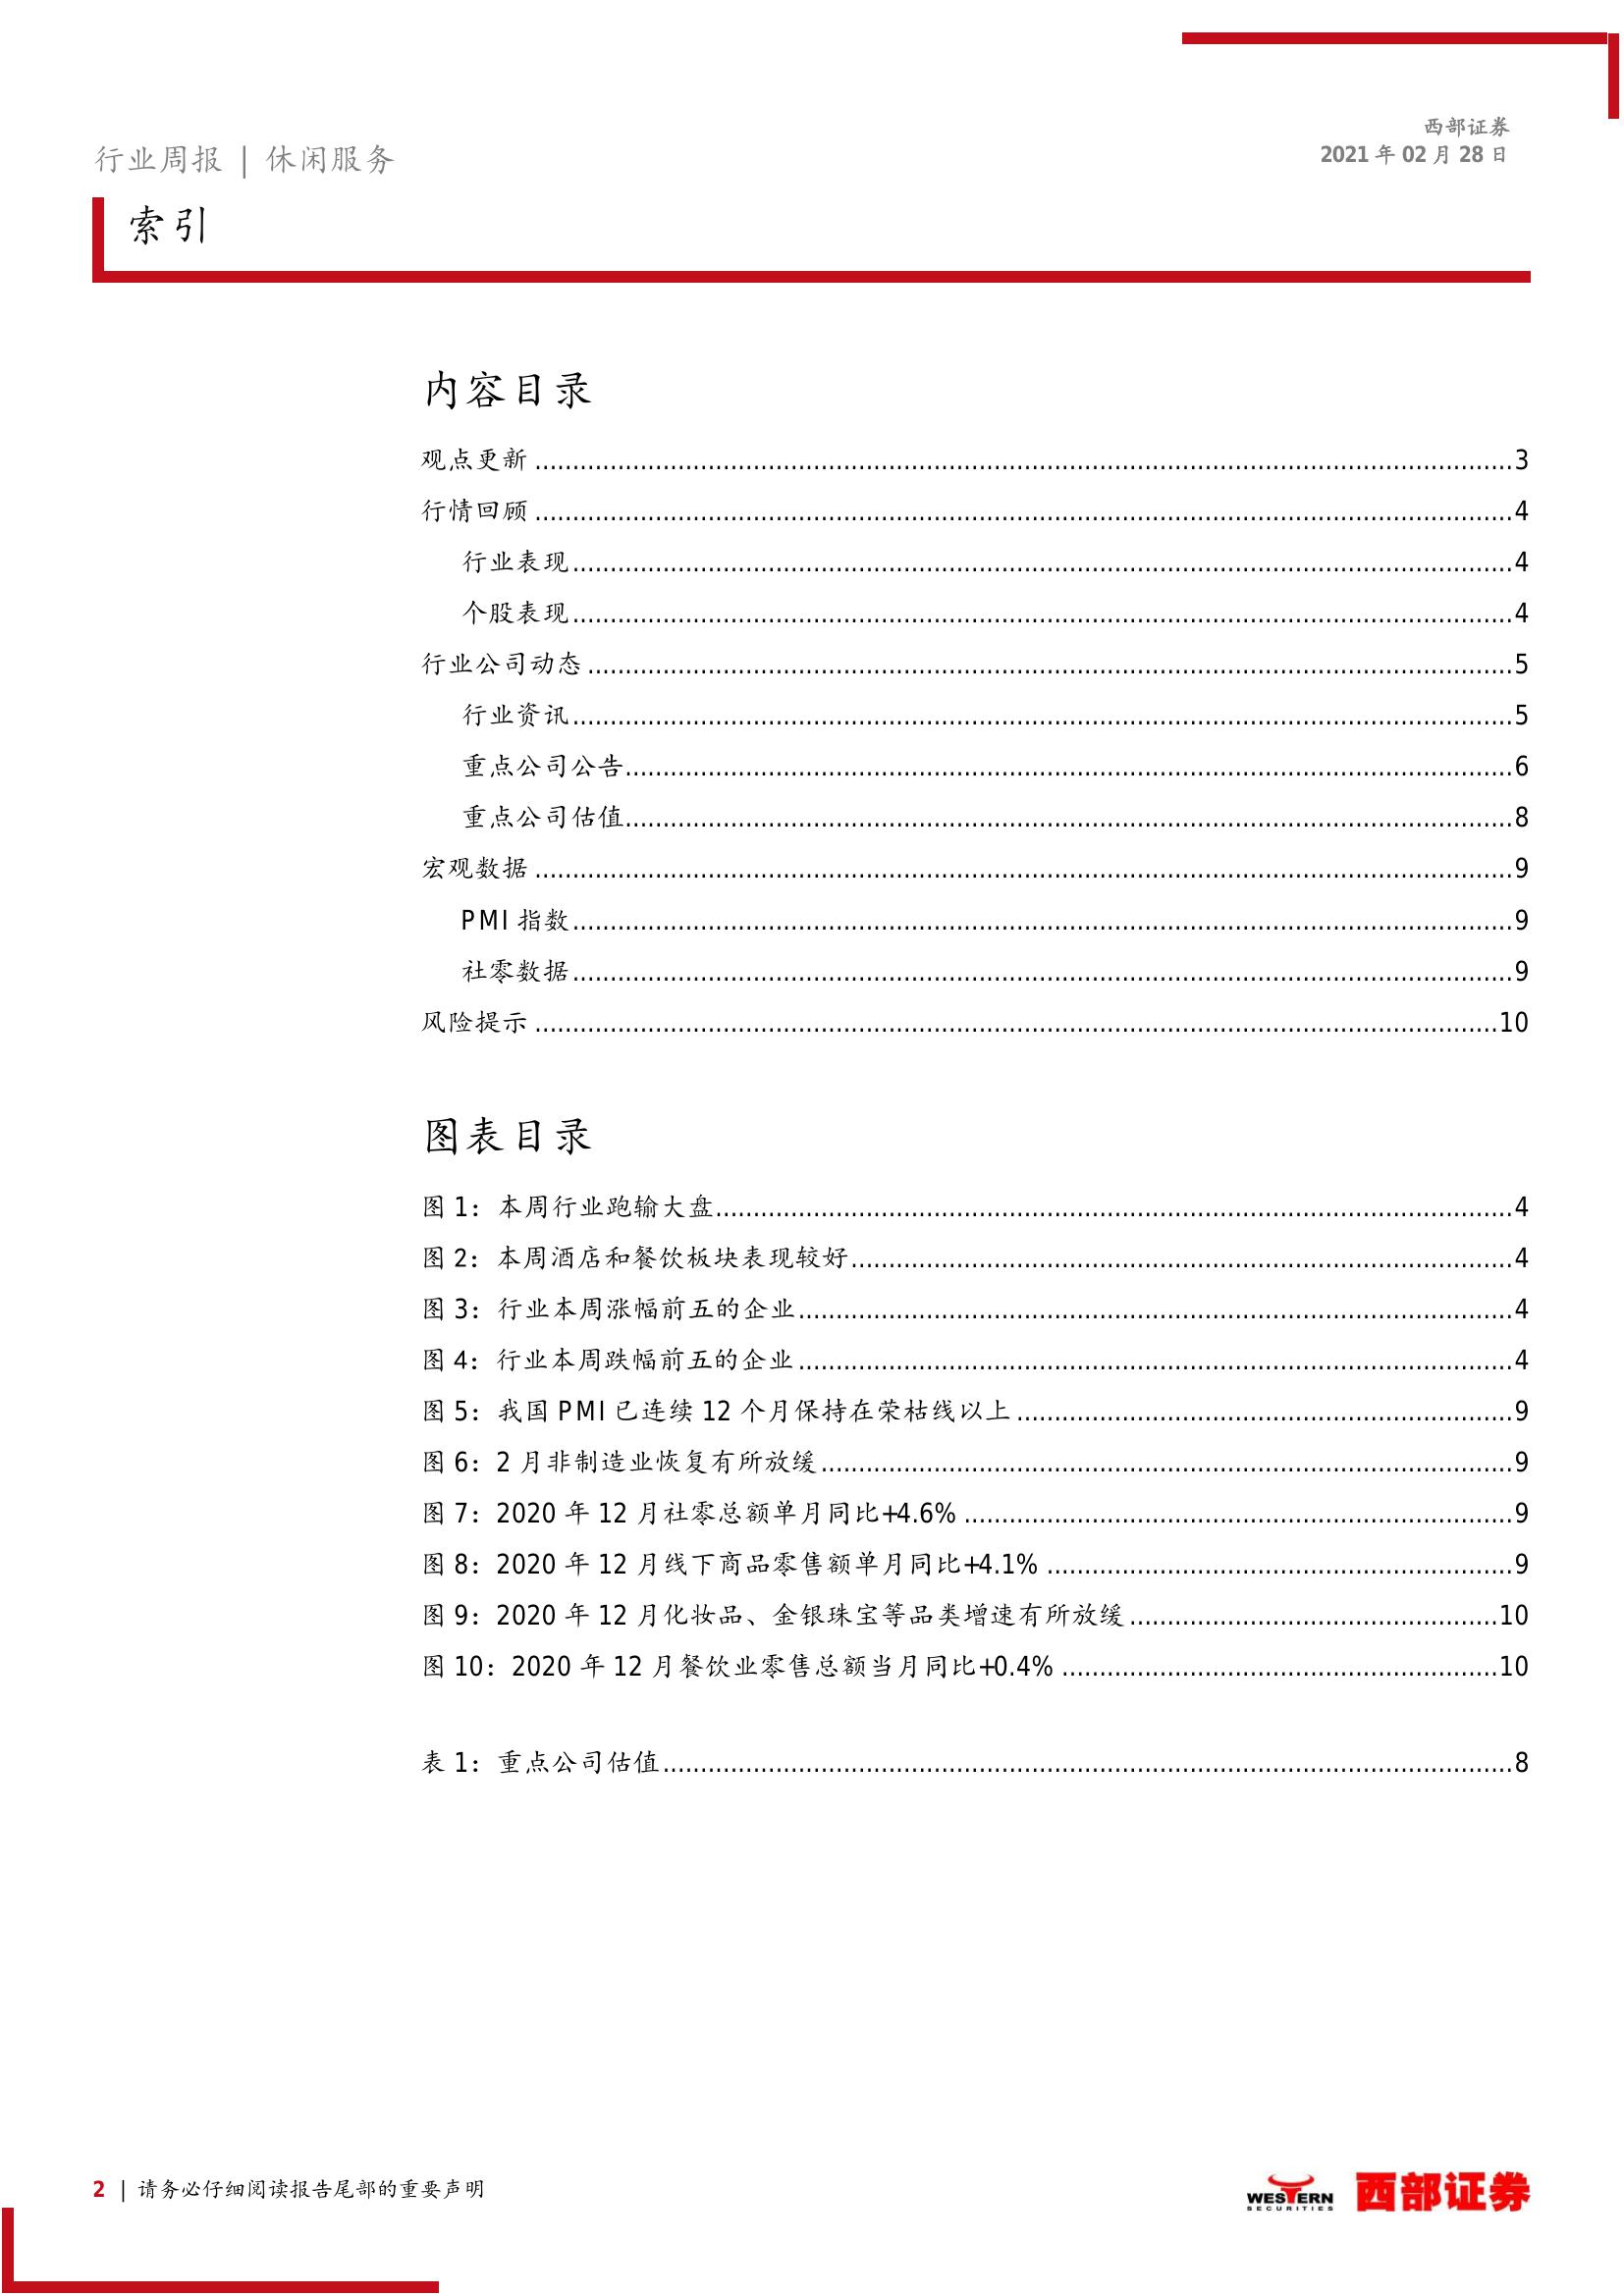 西部证券
2021 年 02 月 28 日
行业周报 | 休闲服务
索引
内容目录
观点更新 ........................................ 3
行情回顾 ........................................ 4
行业表现 ........................................ 4
个股表现 ........................................ 4
行业公司动态 ........................................ 5
行业资讯 ........................................ 5
重点公司公告 ........................................ 6
重点公司估值 ........................................ 8
宏观数据 ........................................ 9
PMI 指数 ........................................ 9
社零数据 ........................................ 9
风险提示 ........................................ 10
图表目录
图 1：本周行业跑输大盘 ........................................ 4
图 2：本周酒店和餐饮板块表现较好 ........................................ 4
图 3：行业本周涨幅前五的企业 ........................................ 4
图 4：行业本周跌幅前五的企业 ........................................ 4
图 5：我国 PMI 已连续 12 个月保持在荣枯线以上 ........................................ 9
图 6：2 月非制造业恢复有所放缓 ........................................ 9
图 7：2020 年 12 月社零总额单月同比+4.6% ........................................ 9
图 8：2020 年 12 月线下商品零售额单月同比+4.1% ........................................ 9
图 9：2020 年 12 月化妆品、金银珠宝等品类增速有所放缓 ........................................ 10
图 10：2020 年 12 月餐饮业零售总额当月同比+0.4% ........................................ 10
表 1：重点公司估值 ........................................ 8
2 | 请务必仔细阅读报告尾部的重要声明
WESTERN
SECURITIES
西部证券